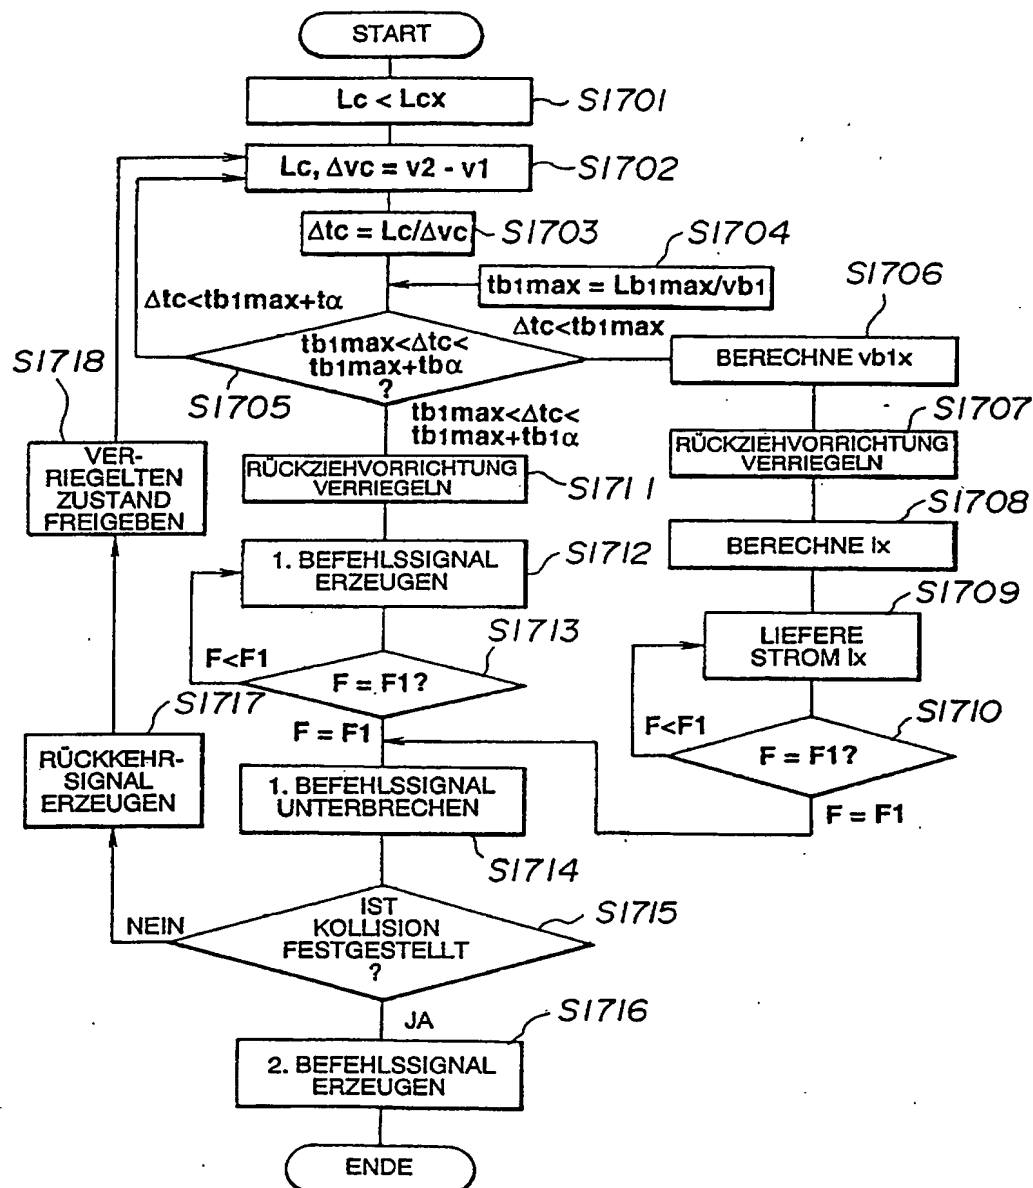 START
Lc < Lcx
S1701
Lc, Δvc = v2 - v1
S1702
Δtc = Lc/Δvc
S1703
S1704
tb1max = Lb1max/vb1
S1706
Δtc<tb1max+tα
Δtc<tb1max
tb1max<Δtc<
tb1max+tbα
?
BERECHNE vb1x
S1718
S1705
tb1max<Δtc<
tb1max+tb1α
S1707
VER-
RIEGELTEN
ZUSTAND
FREIGEBEN
RÜCKZIEHVORRICHTUNG
VERRIEGELN
S1711
RÜCKZIEHVORRICHTUNG
VERRIEGELN
S1708
1. BEFEHLSSIGNAL
ERZEUGEN
S1712
BERECHNE Ix
S1709
S1713
LIEFERE
STROM Ix
F<F1
F = F1?
S1717
F = F1
F<F1
S1710
F = F1?
RÜCKKEHR-
SIGNAL
ERZEUGEN
1. BEFEHLSSIGNAL
UNTERBRECHEN
F = F1
S1714
IST
KOLLISION
FESTGESTELLT
?
S1715
NEIN
JA
S1716
2. BEFEHLSSIGNAL
ERZEUGEN
ENDE